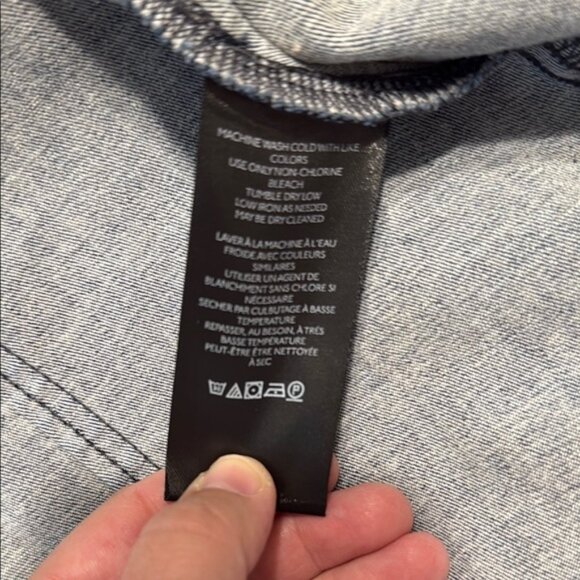 MACHINE WASH COLD WITH LIKE
COLORS
USE ONLY NON-CHLORINE
BLEACH
TUMBLE DRY LOW
LOW IRON AS NEEDED
MAY BE DRY CLEANED
LAVER À LA MACHINE À L'EAU
FROIDE AVEC COULEURS
SIMILAIRES
UTILISER UN AGENT DE
BLANCHIMENT SANS CHLORE SI
NÉCESSAIRE
SÉCHER PAR CULBUTAGE À BASSE
TEMPÉRATURE
REPASSER, AU BESOIN, À TRÈS
BASSE TEMPÉRATURE
PEUT-ÊTRE ÊTRE NETTOYÉE
À SEC
P